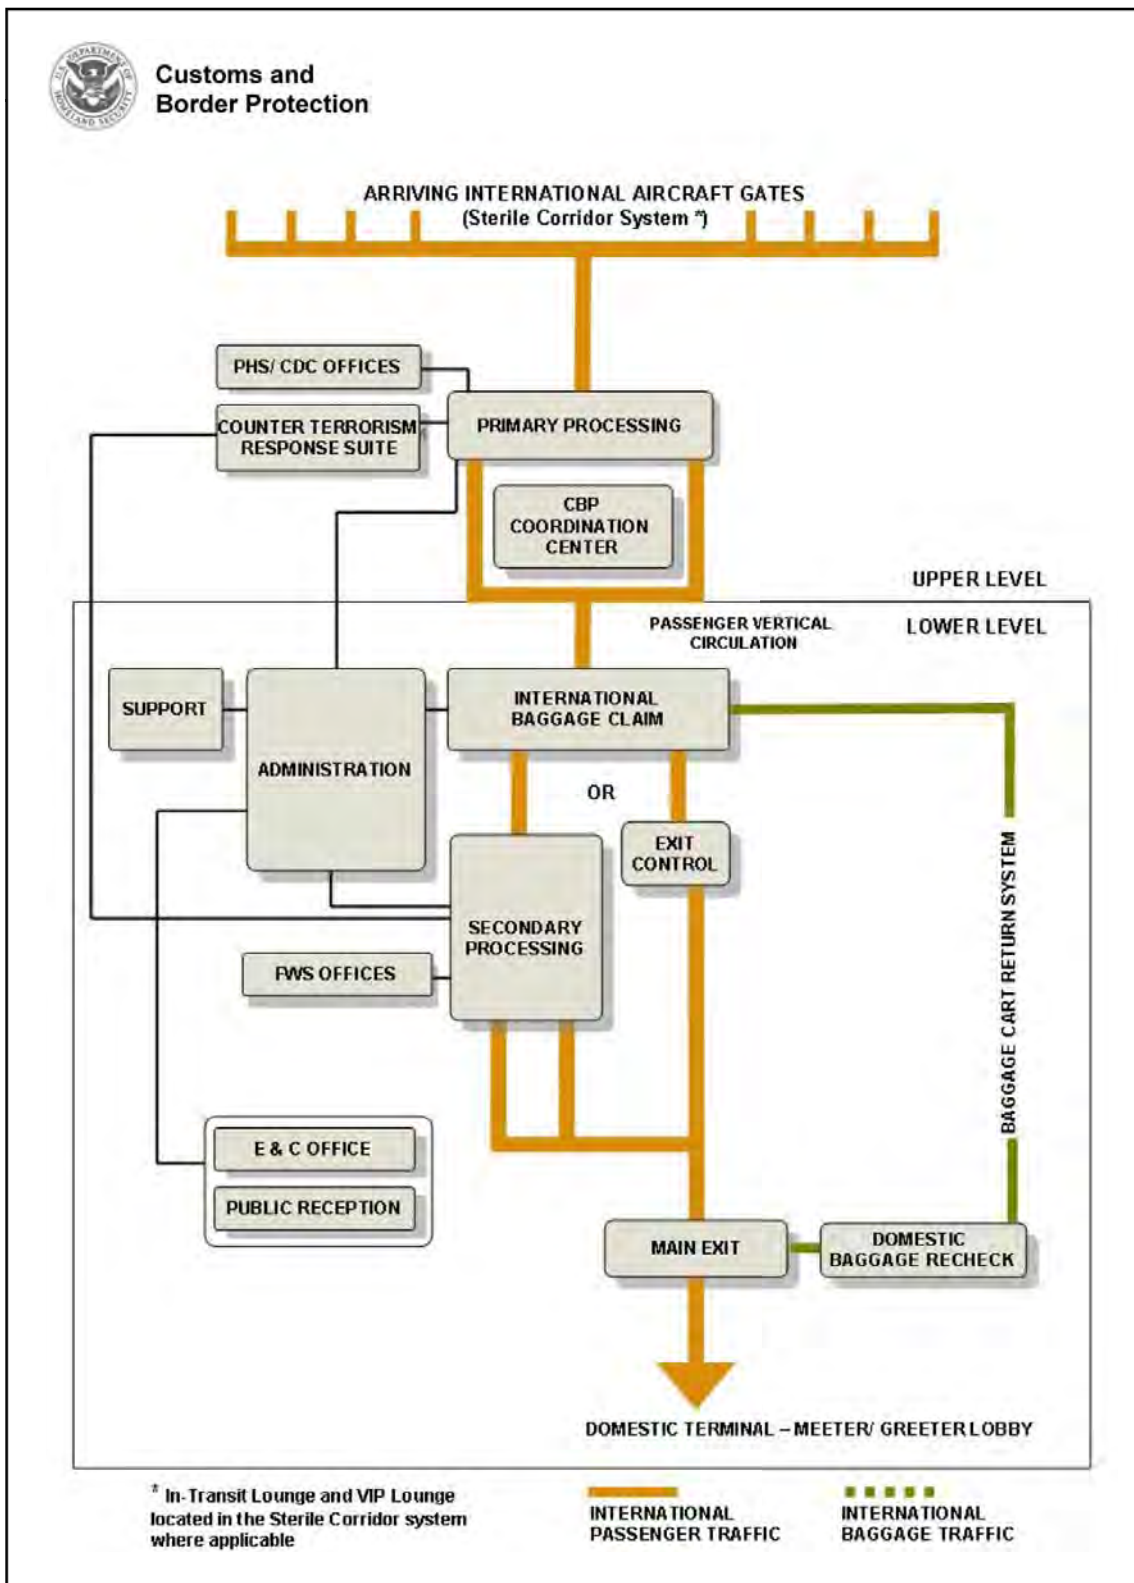 U.S. DEPARTMENT OF
HOMELAND SECURITY
Customs and
Border Protection
ARRIVING INTERNATIONAL AIRCRAFT GATES
(Sterile Corridor System *)
PHS/ CDC OFFICES
COUNTER TERRORISM
RESPONSE SUITE
PRIMARY PROCESSING
CBP
COORDINATION
CENTER
UPPER LEVEL
LOWER LEVEL
PASSENGER VERTICAL
CIRCULATION
SUPPORT
ADMINISTRATION
INTERNATIONAL
BAGGAGE CLAIM
OR
EXIT
CONTROL
SECONDARY
PROCESSING
FWS OFFICES
BAGGAGE CART RETURN SYSTEM
E & C OFFICE
PUBLIC RECEPTION
MAIN EXIT
DOMESTIC
BAGGAGE RECHECK
DOMESTIC TERMINAL – MEETER/ GREETER LOBBY
* In-Transit Lounge and VIP Lounge
located in the Sterile Corridor system
where applicable
INTERNATIONAL
PASSENGER TRAFFIC
INTERNATIONAL
BAGGAGE TRAFFIC